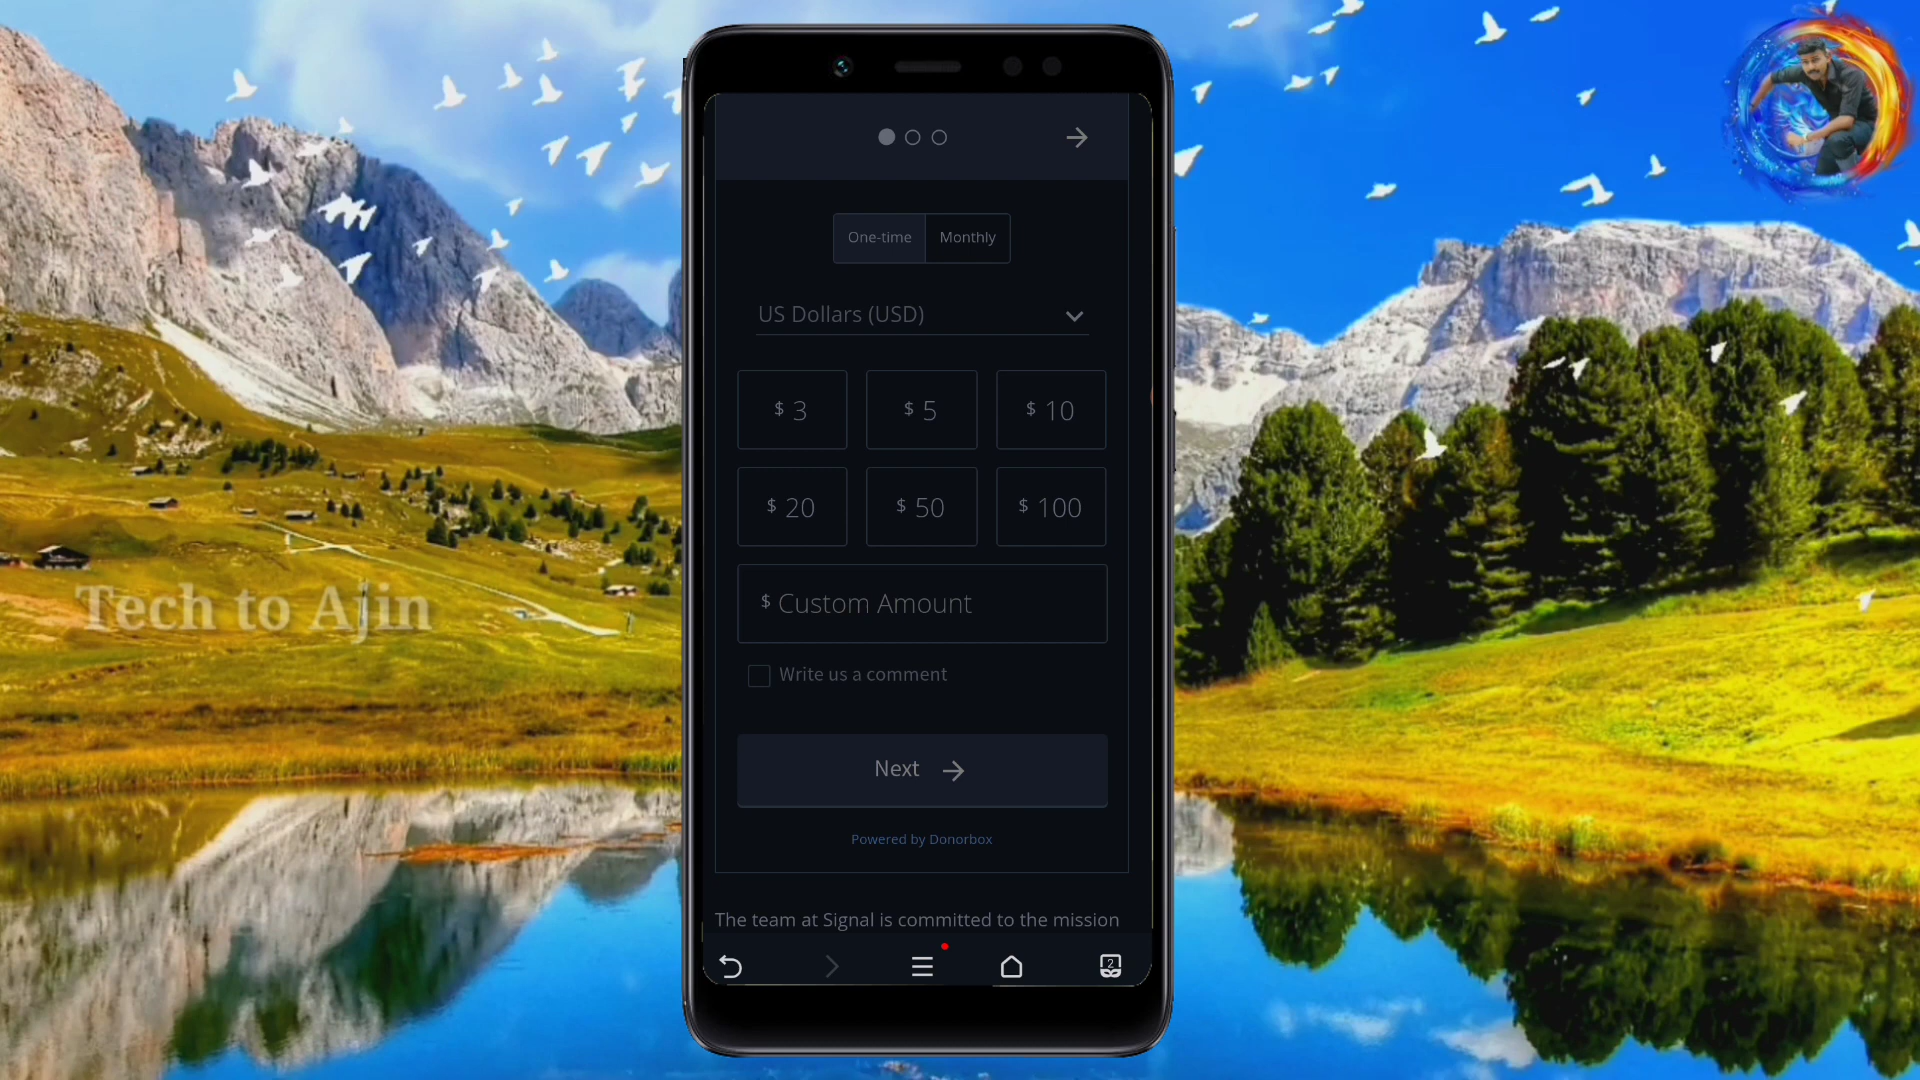 One-time Monthly
US Dollars (USD)
$ 3 $ 5 $ 10
$ 20 $ 50 $ 100
$ Custom Amount
Write us a comment
Next
Powered by Donorbox
The team at Signal is committed to the mission
2
Tech to Ajin